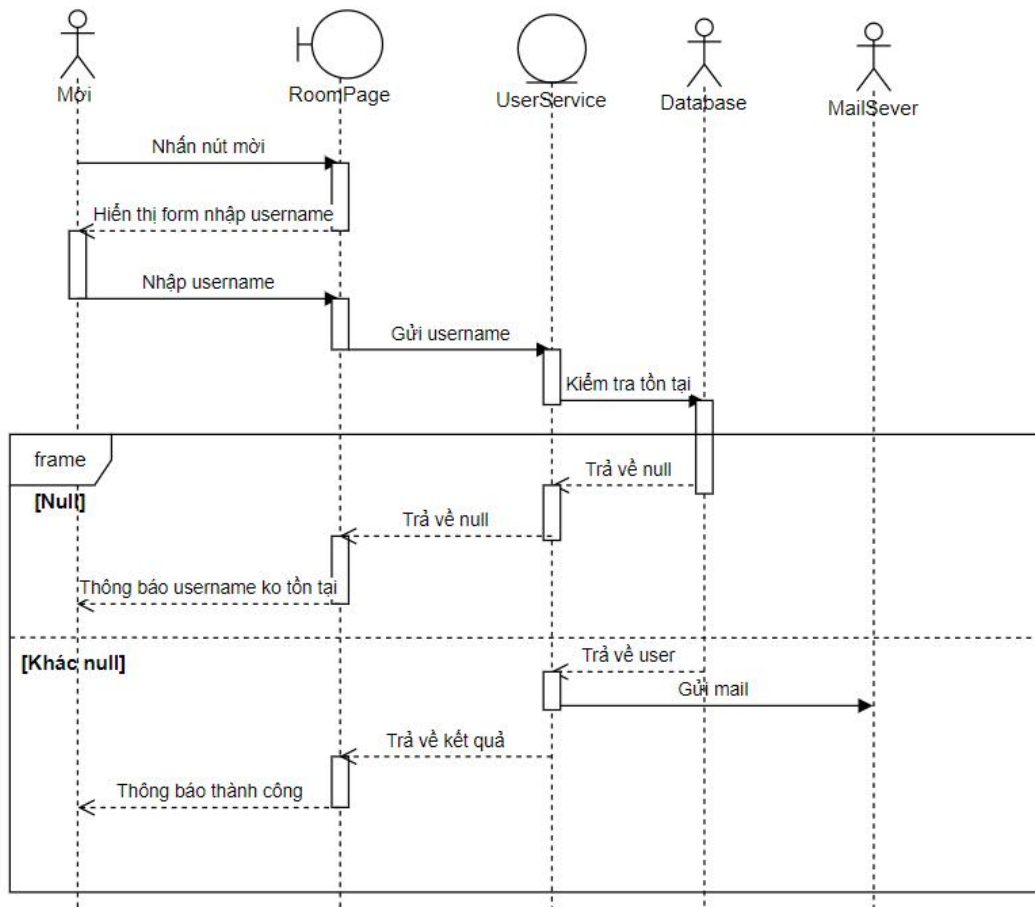 Mời
RoomPage
UserService
Database
MailSever
Nhấn nút mời
Hiển thị form nhập username
Nhập username
Gửi username
Kiểm tra tồn tại
frame
Trả về null
[Null]
Trả về null
Thông báo username ko tồn tại
[Khác null]
Trả về user
Gửi mail
Trả về kết quả
Thông báo thành công